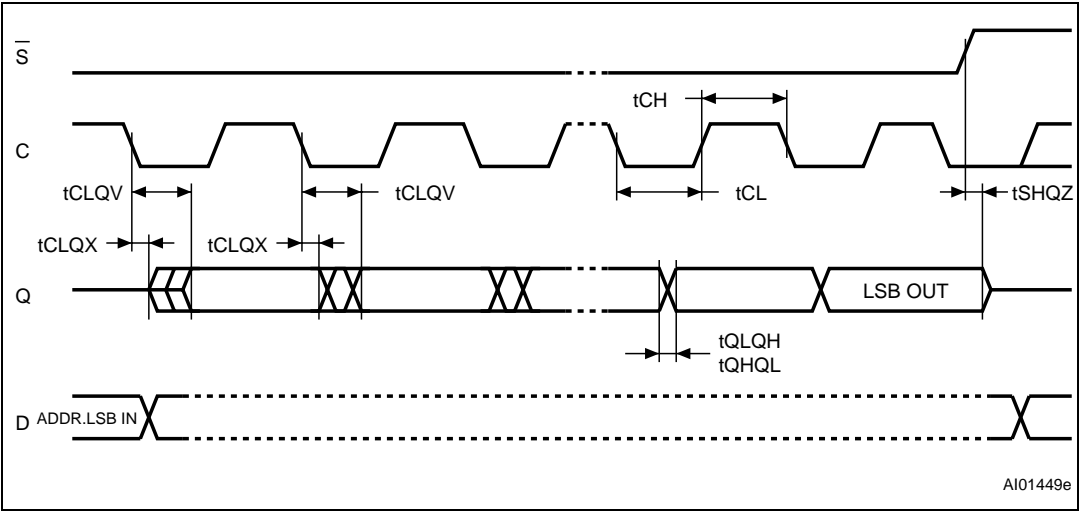 S
tCH
C
tCLQV
tCLQV
tCL
tSHQZ
tCLQX
tCLQX
Q
LSB OUT
tQLQH
tQHQL
D
ADDR.LSB IN
AI01449e